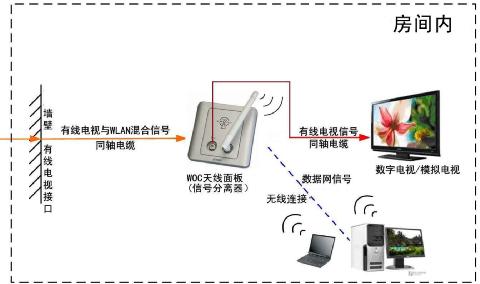 房间内
墙壁
有线电视接口
有线电视与WLAN混合信号
同轴电缆
WOC天线面板
(信号分离器)
有线电视信号
同轴电缆
数字电视/模拟电视
数据网信号
无线连接